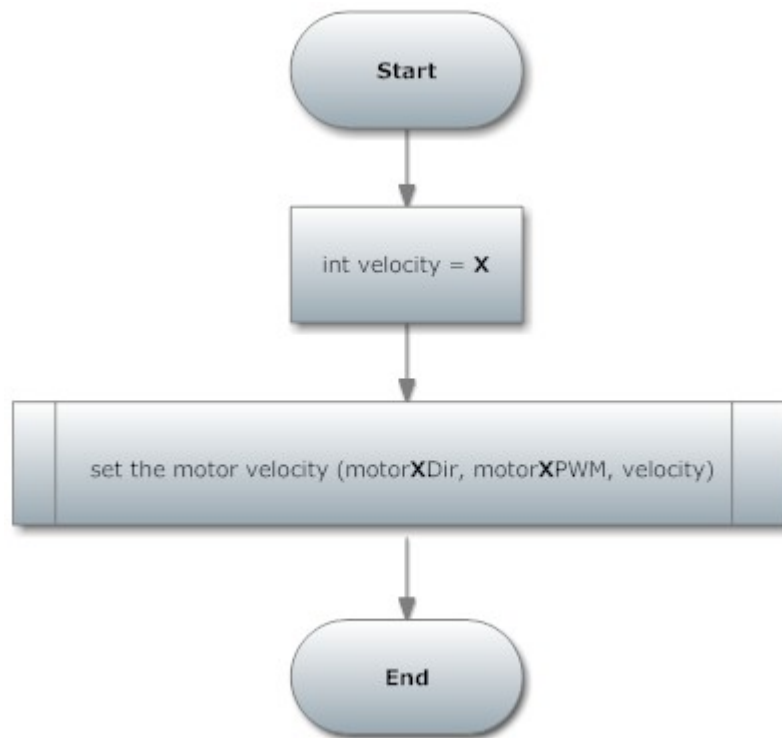 Start
int velocity = X
set the motor velocity (motorXDir, motorXPWM, velocity)
End